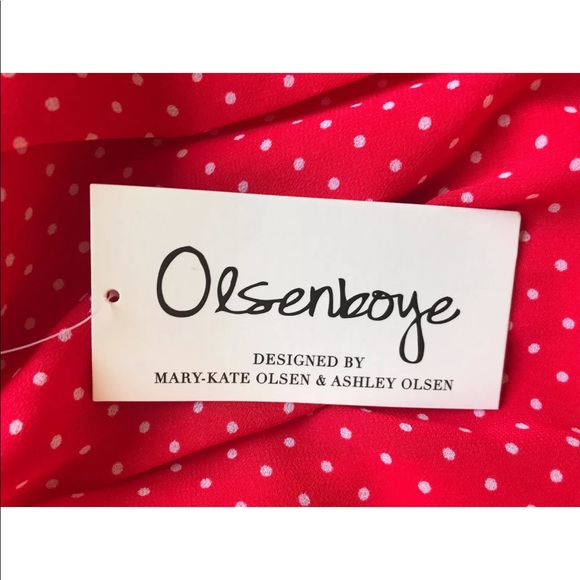 Olsenboye
DESIGNED BY
MARY-KATE OLSEN & ASHLEY OLSEN